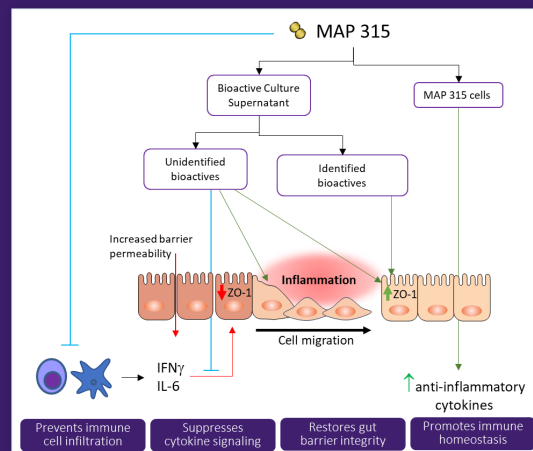 MAP 315
Bioactive Culture
Supernatant
MAP 315 cells
Unidentified
bioactives
Identified
bioactives
Increased barrier
permeability
Inflammation
ZO-1
ZO-1
Cell migration
IFNγ
IL-6
anti-inflammatory
cytokines
Prevents immune
cell infiltration
Suppresses
cytokine signaling
Restores gut
barrier integrity
Promotes immune
homeostasis